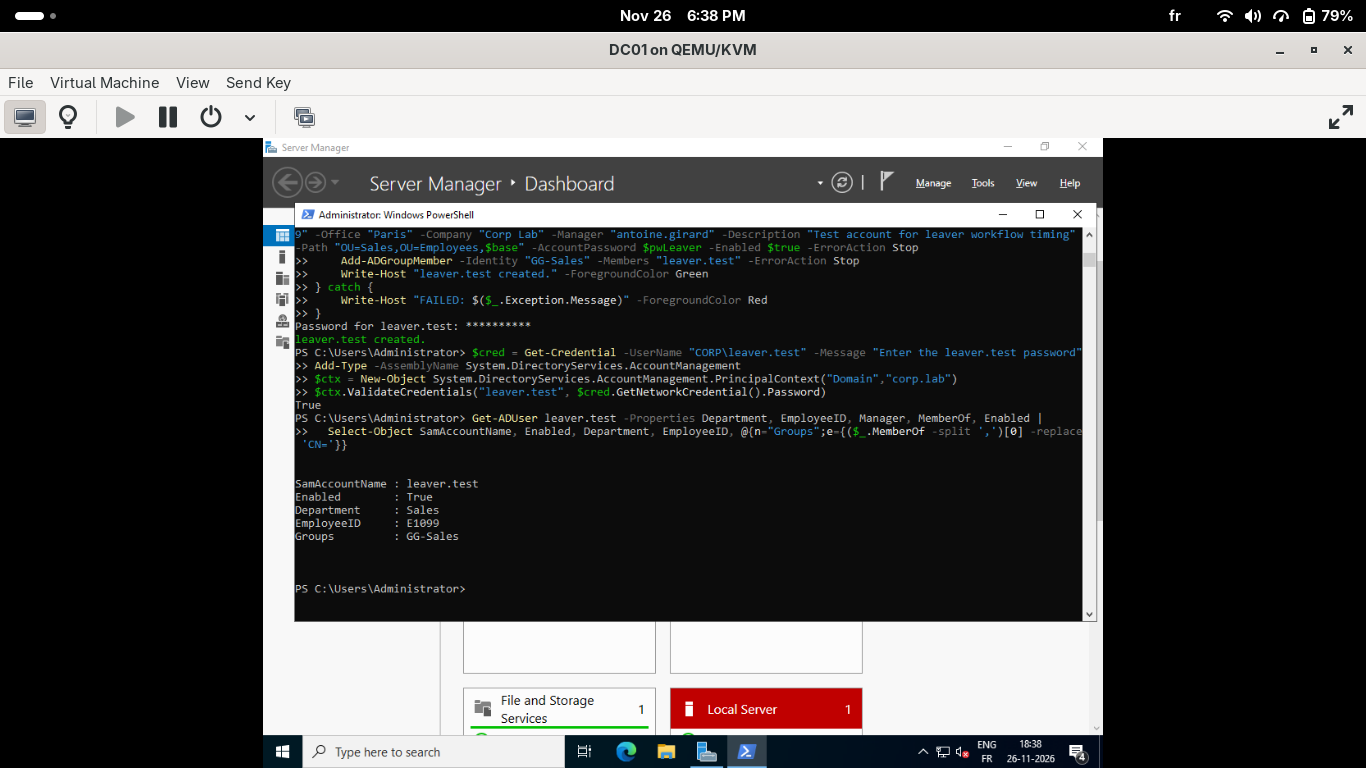 Nov 26 6:38 PM
fr
79%
DC01 on QEMU/KVM
File Virtual Machine View Send Key
Server Manager
Server Manager Dashboard
Manage Tools View Help
Administrator: Windows PowerShell
9" -Office "Paris" -Company "Corp Lab" -Manager "antoine.girard" -Description "Test account for leaver workflow timing"
-Path "OU=Sales,OU=Employees,$base" -AccountPassword $pwLeaver -Enabled $true -ErrorAction Stop
>>     Add-ADGroupMember -Identity "GG-Sales" -Members "leaver.test" -ErrorAction Stop
>>     Write-Host "leaver.test created." -ForegroundColor Green
>> } catch {
>>     Write-Host "FAILED: $($_.Exception.Message)" -ForegroundColor Red
>> }
Password for leaver.test: **********
leaver.test created.
PS C:\Users\Administrator> $cred = Get-Credential -UserName "CORP\leaver.test" -Message "Enter the leaver.test password"
>> Add-Type -AssemblyName System.DirectoryServices.AccountManagement
>> $ctx = New-Object System.DirectoryServices.AccountManagement.PrincipalContext("Domain","corp.lab")
>> $ctx.ValidateCredentials("leaver.test", $cred.GetNetworkCredential().Password)
True
PS C:\Users\Administrator> Get-ADUser leaver.test -Properties Department, EmployeeID, Manager, MemberOf, Enabled |
>>   Select-Object SamAccountName, Enabled, Department, EmployeeID, @{n="Groups";e={($_.MemberOf -split ',')[0] -replace
 'CN='}}
SamAccountName : leaver.test
Enabled        : True
Department     : Sales
EmployeeID     : E1099
Groups         : GG-Sales
PS C:\Users\Administrator>
File and Storage
Services
1
Local Server 1
Type here to search
ENG
FR
18:38
26-11-2026
4